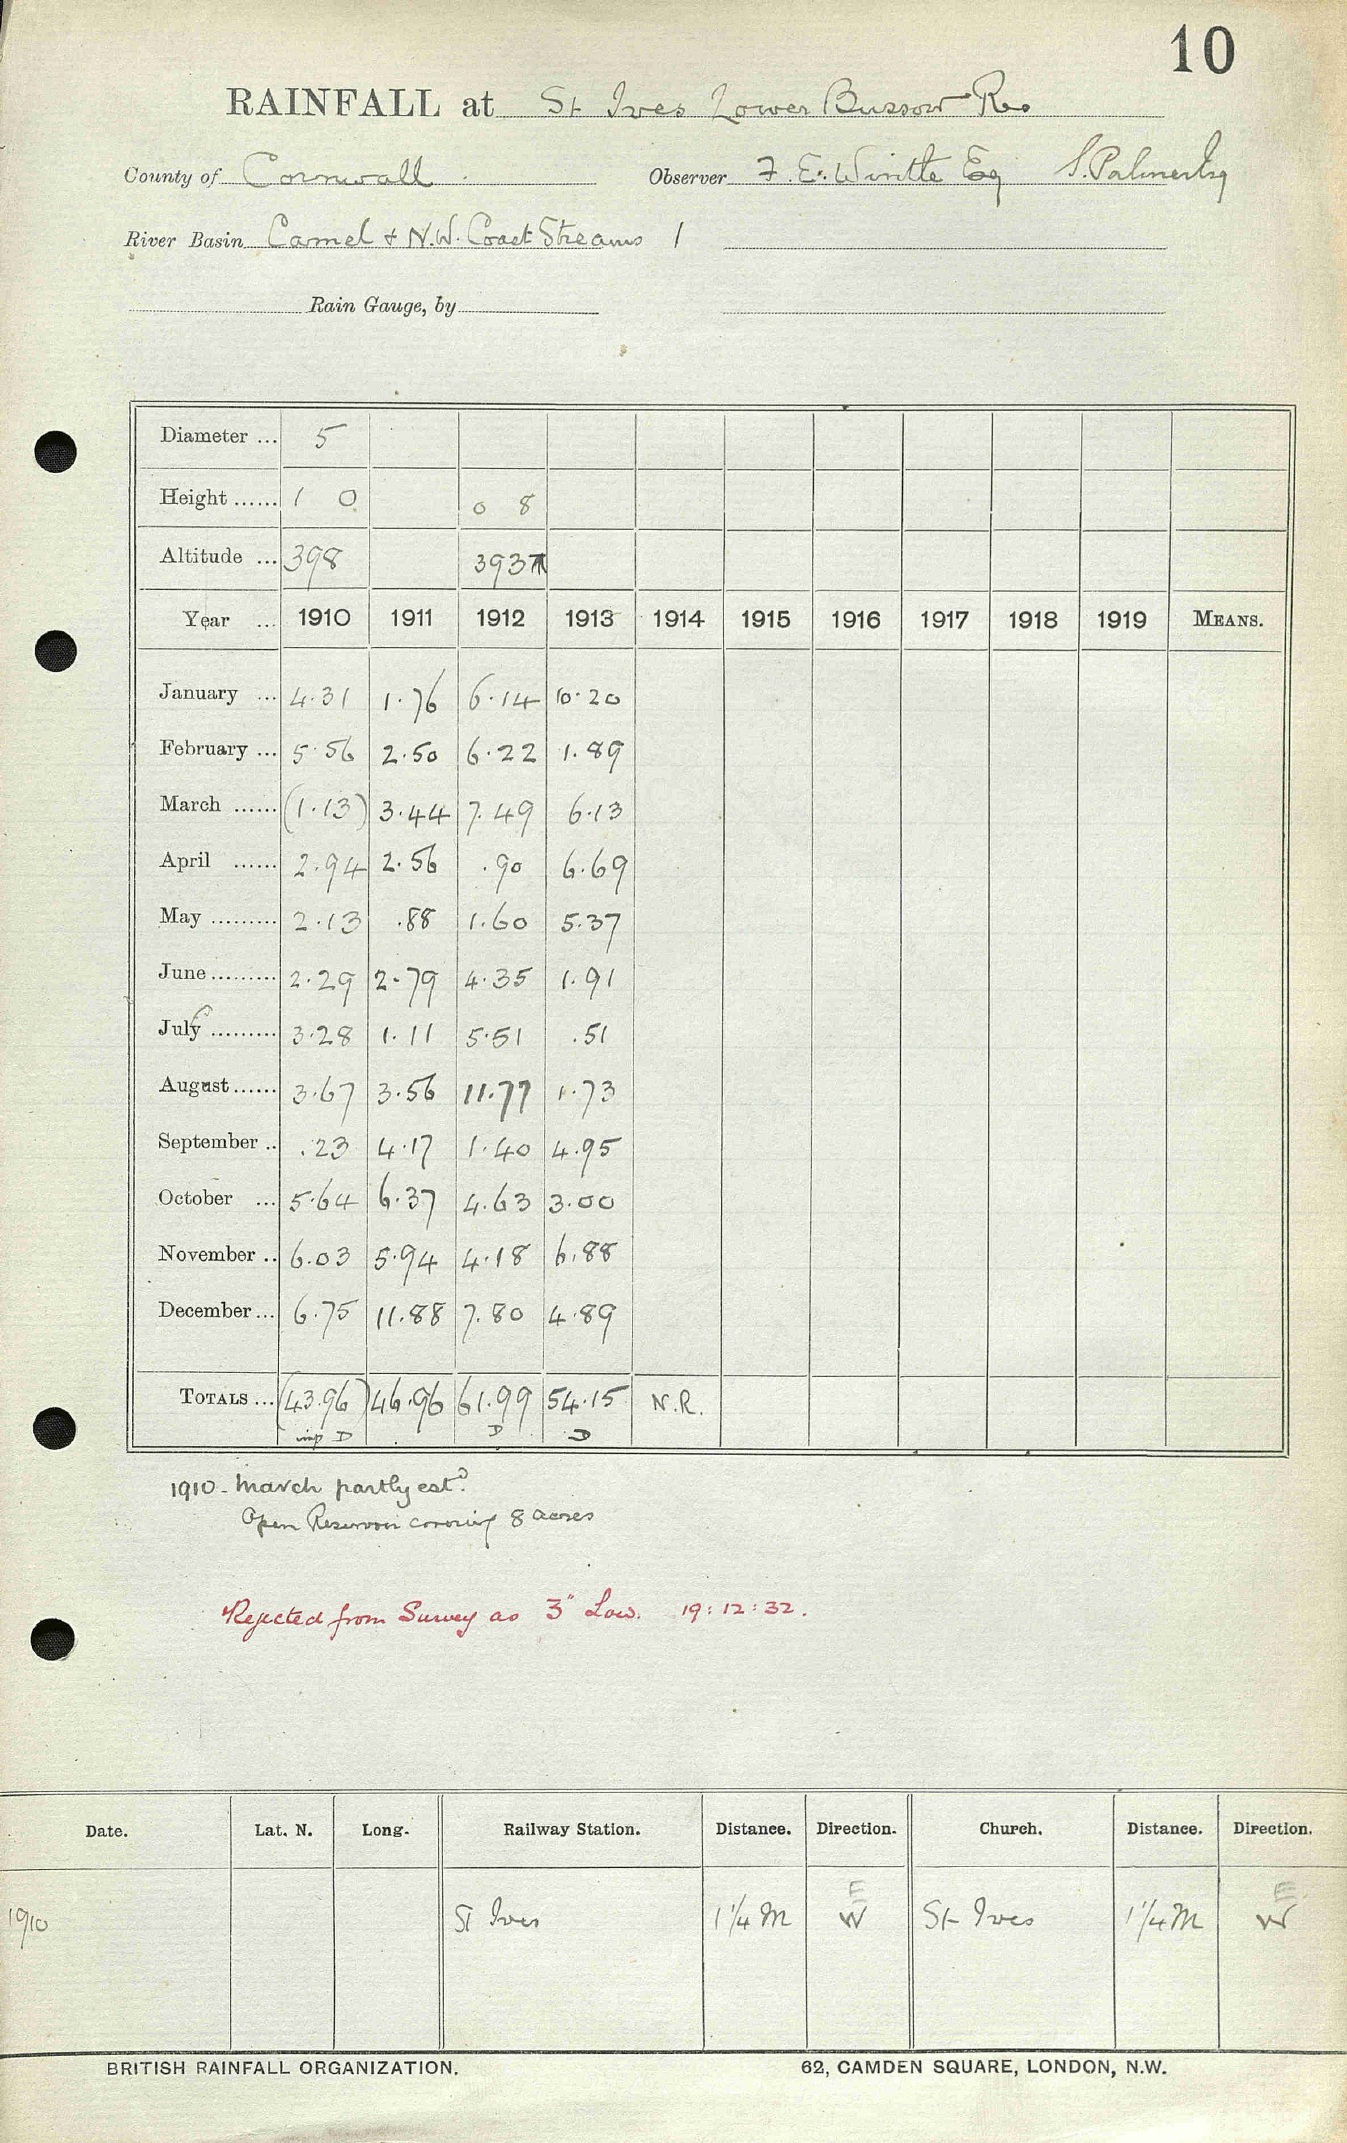 10
RAINFALL at St Ives Lower Bussow Res
County of Cornwall. Observer F. E. Wintle Esq S. Palmer Esq
River Basin Camel & N.W. Coast Streams 1
Rain Gauge, by
Diameter ... 5
Height ...... 1 0 0 8
Altitude ... 398 393
Year ... 1910 1911 1912 1913 1914 1915 1916 1917 1918 1919 MEANS.
January ... 4.31 1.76 6.14 10.20
February ... 5.56 2.50 6.22 1.89
March ...... (1.13) 3.44 7.49 6.13
April ...... 2.94 2.56 .90 6.69
May ......... 2.13 .88 1.60 5.37
June ......... 2.29 2.79 4.35 1.91
July ......... 3.28 1.11 5.51 .51
August ...... 3.67 3.56 11.77 1.73
September .. .23 4.17 1.40 4.95
October ... 5.64 6.37 4.63 3.00
November .. 6.03 5.94 4.18 6.88
December ... 6.75 11.88 7.80 4.89
TOTALS ... (43.96) 46.96 61.99 54.15 N.R.
imp D D D
1910 - March partly estd.
Open Reservoir covering 8 acres
Rejected from Survey as 3" Low. 19:12:32.
Date. Lat. N. Long. Railway Station. Distance. Direction. Church. Distance. Direction.
E E
1910 St Ives 1¼ M W St Ives 1¼ M W
BRITISH RAINFALL ORGANIZATION. 62, CAMDEN SQUARE, LONDON, N.W.